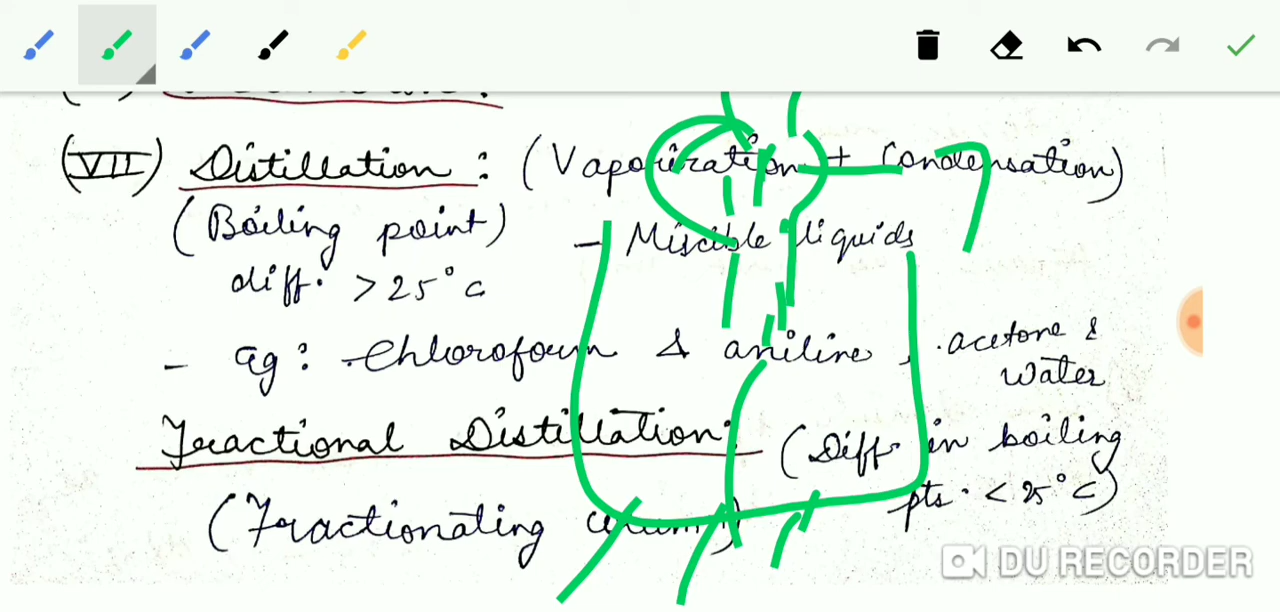 (VII) Distillation : (Vaporization + Condensation)
(Boiling point) - Miscible liquids
diff. > 25°C
- eg: - Chloroform & aniline, . acetone & water
Fractional Distillation: (Diff. in boiling pts. < 25°C)
(Fractionating column)
DU RECORDER